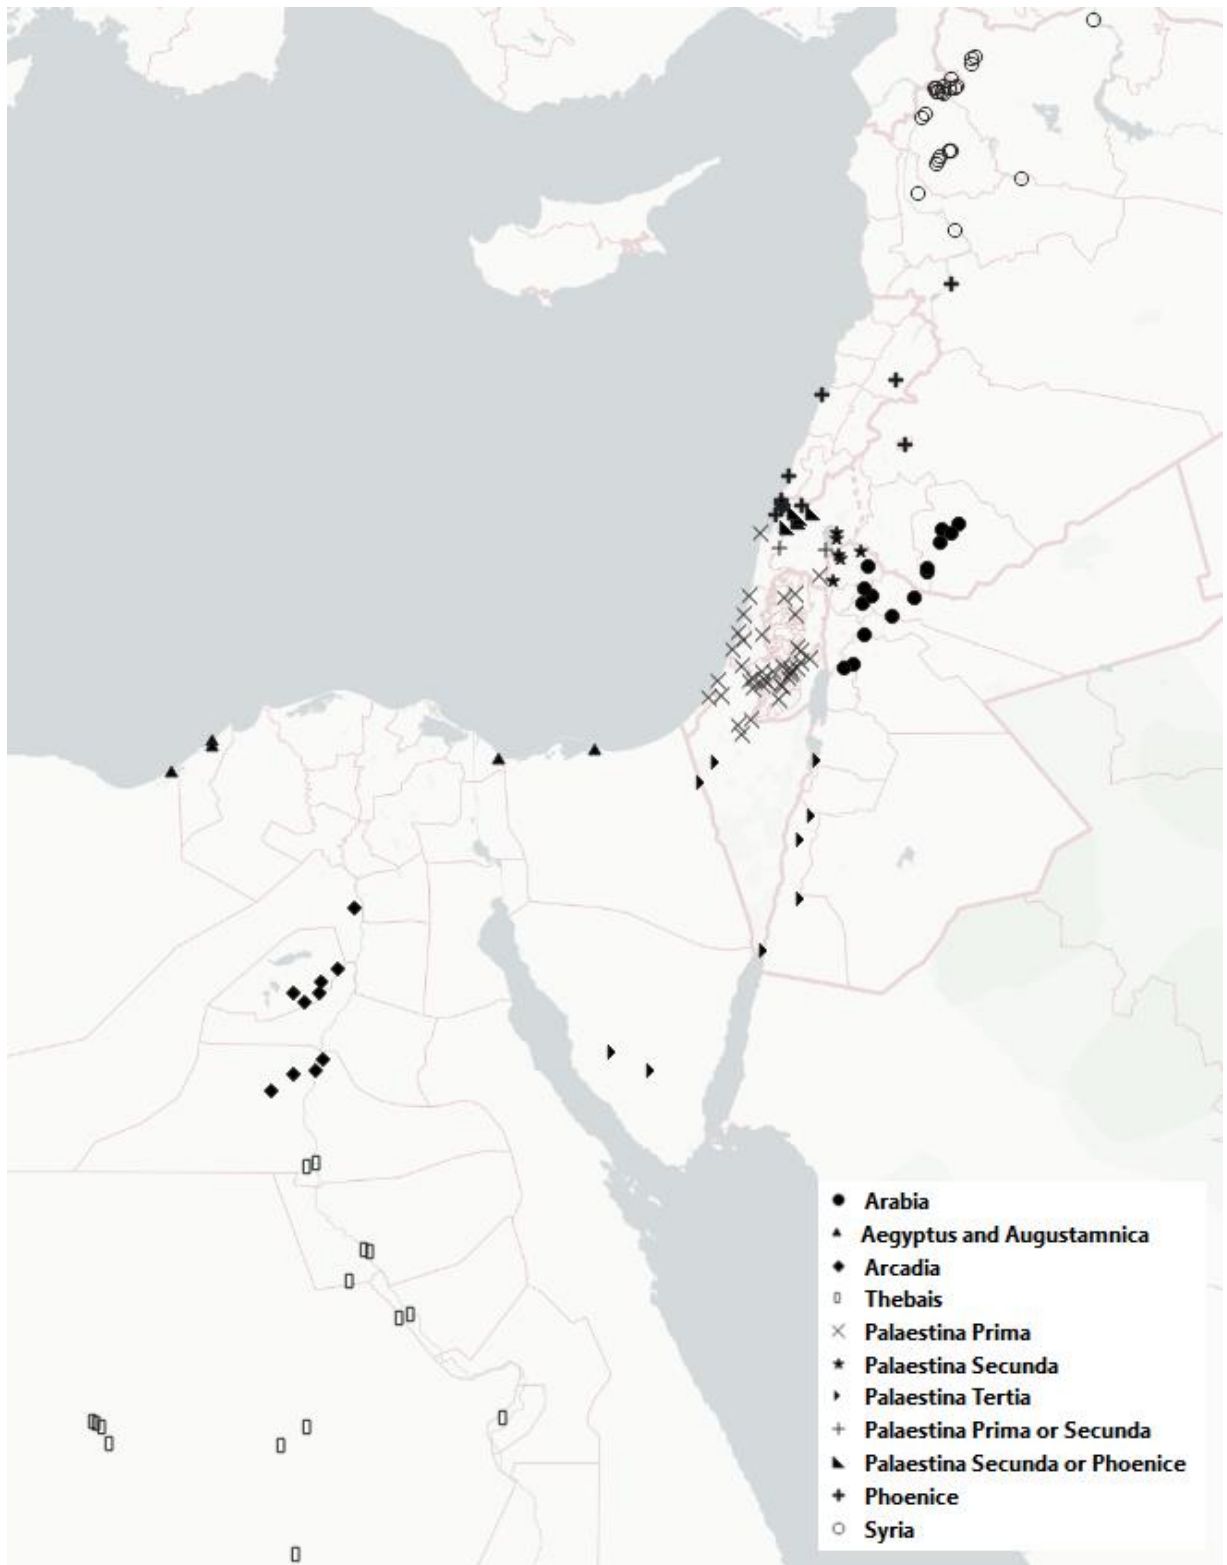 Arabia
Aegyptus and Augustamnica
Arcadia
Thebais
Palaestina Prima
Palaestina Secunda
Palaestina Tertia
Palaestina Prima or Secunda
Palaestina Secunda or Phoenice
Phoenice
Syria